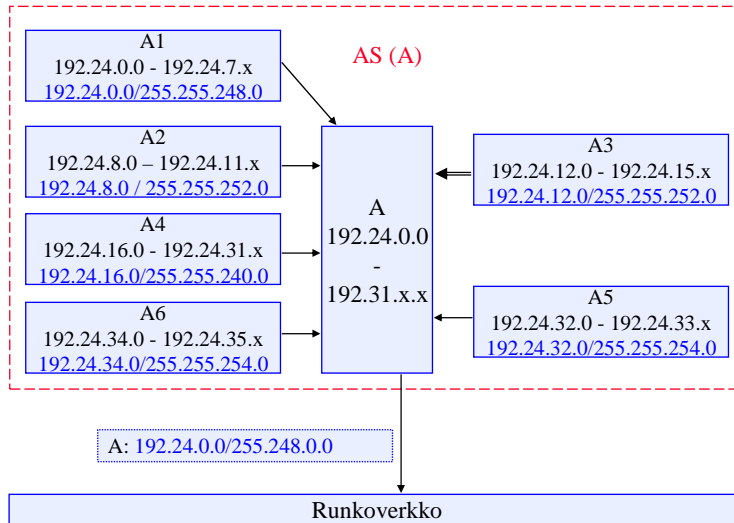 AS (A)
A1
192.24.0.0 - 192.24.7.x
192.24.0.0/255.255.248.0
A2
192.24.8.0 – 192.24.11.x
192.24.8.0 / 255.255.252.0
A4
192.24.16.0 - 192.24.31.x
192.24.16.0/255.255.240.0
A6
192.24.34.0 - 192.24.35.x
192.24.34.0/255.255.254.0
A
192.24.0.0
-
192.31.x.x
A3
192.24.12.0 - 192.24.15.x
192.24.12.0/255.255.252.0
A5
192.24.32.0 - 192.24.33.x
192.24.32.0/255.255.254.0
A: 192.24.0.0/255.248.0.0
Runkoverkko